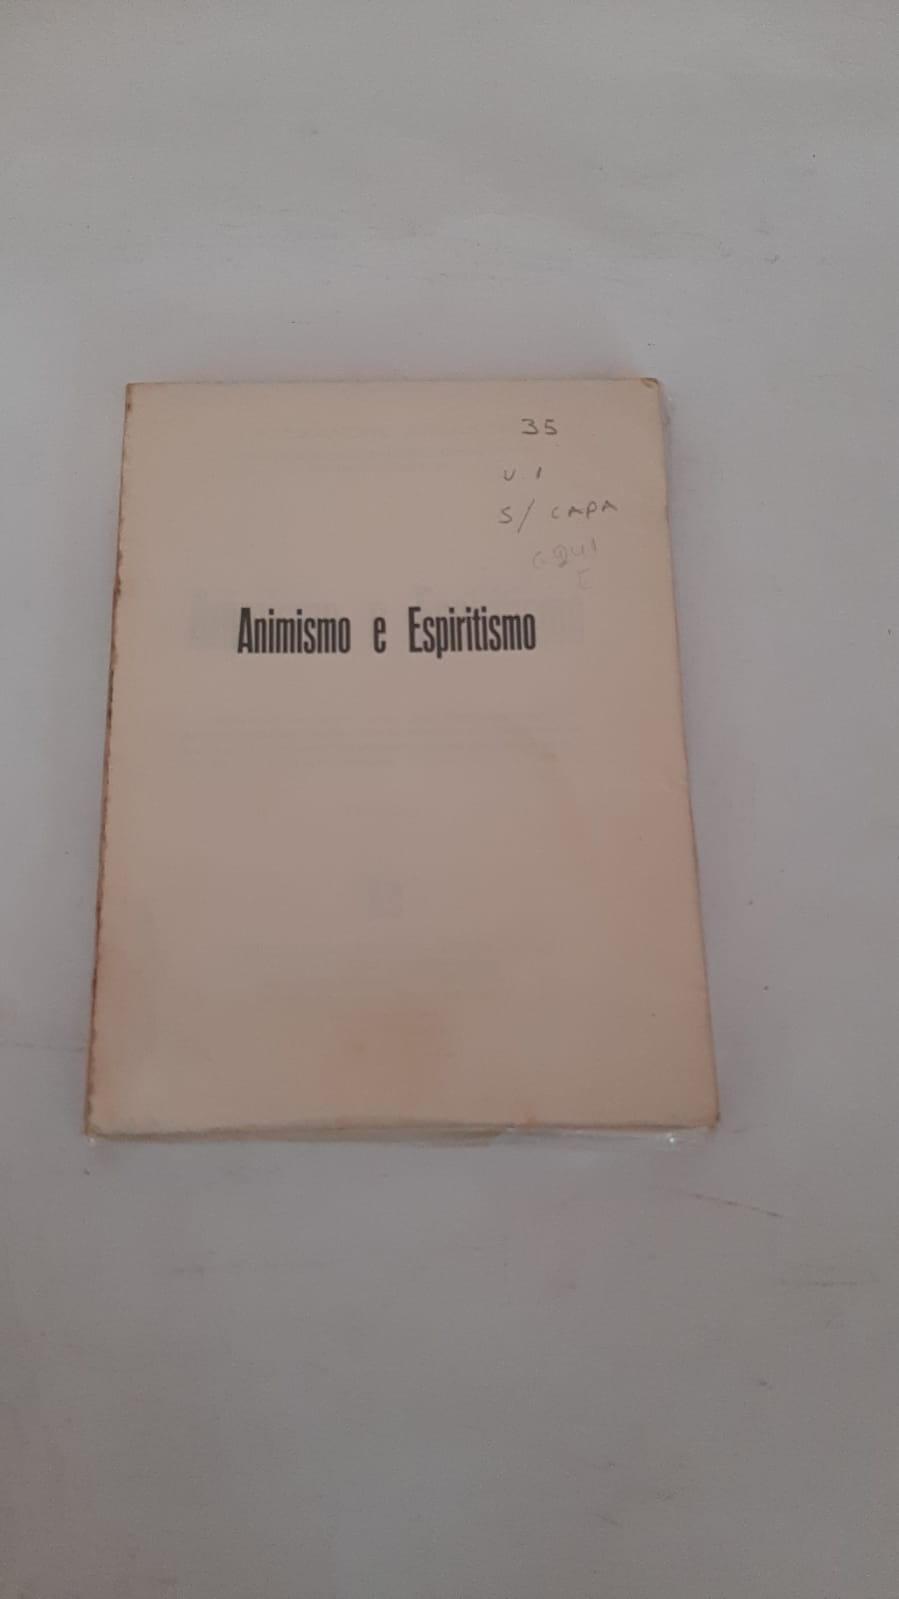 35
V. 1
S/ CAPA
Animismo e Espiritismo